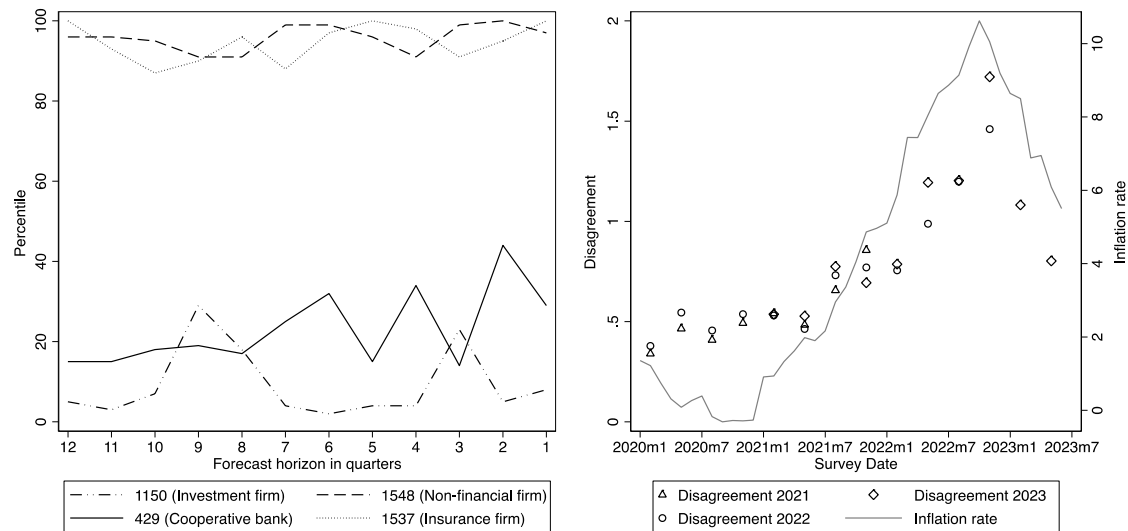 100
80
60
40
20
0
Percentile
12 11 10 9 8 7 6 5 4 3 2 1
Forecast horizon in quarters
1150 (Investment firm) 1548 (Non-financial firm)
429 (Cooperative bank) 1537 (Insurance firm)
2
1.5
1
.5
0
Disagreement
10
8
6
4
2
0
Inflation rate
2020m1 2020m7 2021m1 2021m7 2022m1 2022m7 2023m1 2023m7
Survey Date
Disagreement 2021 Disagreement 2023
Disagreement 2022 Inflation rate